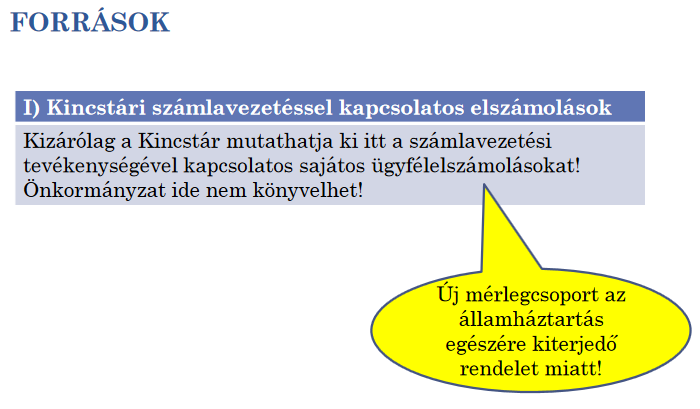 FORRÁSOK
I) Kincstári számlavezetéssel kapcsolatos elszámolások
Kizárólag a Kincstár mutathatja ki itt a számlavezetési
tevékenységével kapcsolatos sajátos ügyfélelszámolásokat!
Önkormányzat ide nem könyvelhet!
Új mérlegcsoport az
államháztartás
egészére kiterjedő
rendelet miatt!